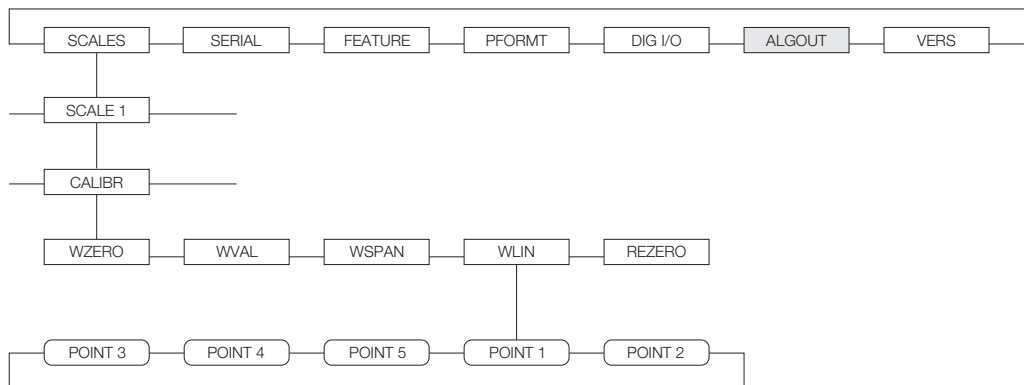 SCALES SERIAL FEATURE PFORMT DIG I/O ALGOUT VERS
SCALE 1
CALIBR
WZERO WVAL WSPAN WLIN REZERO
POINT 3 POINT 4 POINT 5 POINT 1 POINT 2